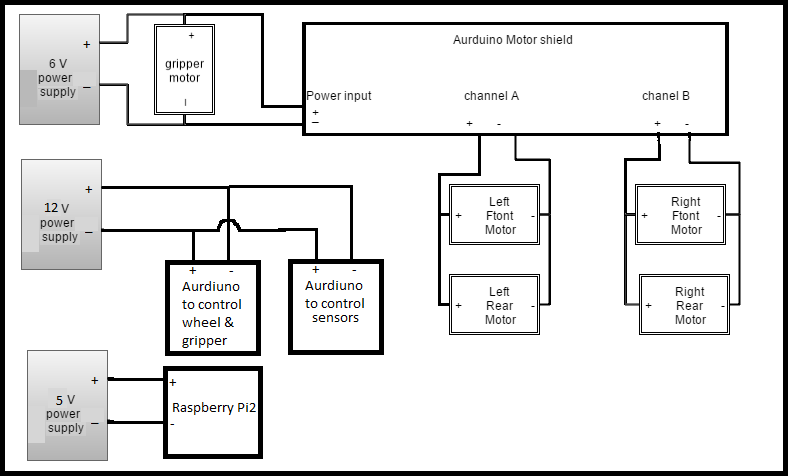 6 V
power
supply
+
−
+
gripper
motor
−
Aurduino Motor shield
Power input
+
−
channel A
+ -
chanel B
+ -
12 V
power
supply
+
−
+ -
Aurdiuno
to control
wheel &
gripper
+ -
Aurdiuno
to control
sensors
Left
Ftont
Motor
+ -
Right
Ftont
Motor
+ -
Left
Rear
Motor
+ -
Right
Rear
Motor
+ -
5 V
power
supply
+
−
+
Raspberry Pi2
-